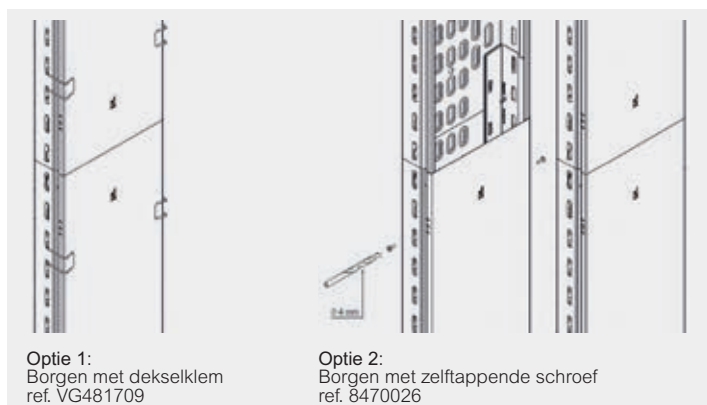 Optie 1:
Borgen met dekselklem
ref. VG481709
Optie 2:
Borgen met zelftappende schroef
ref. 8470026